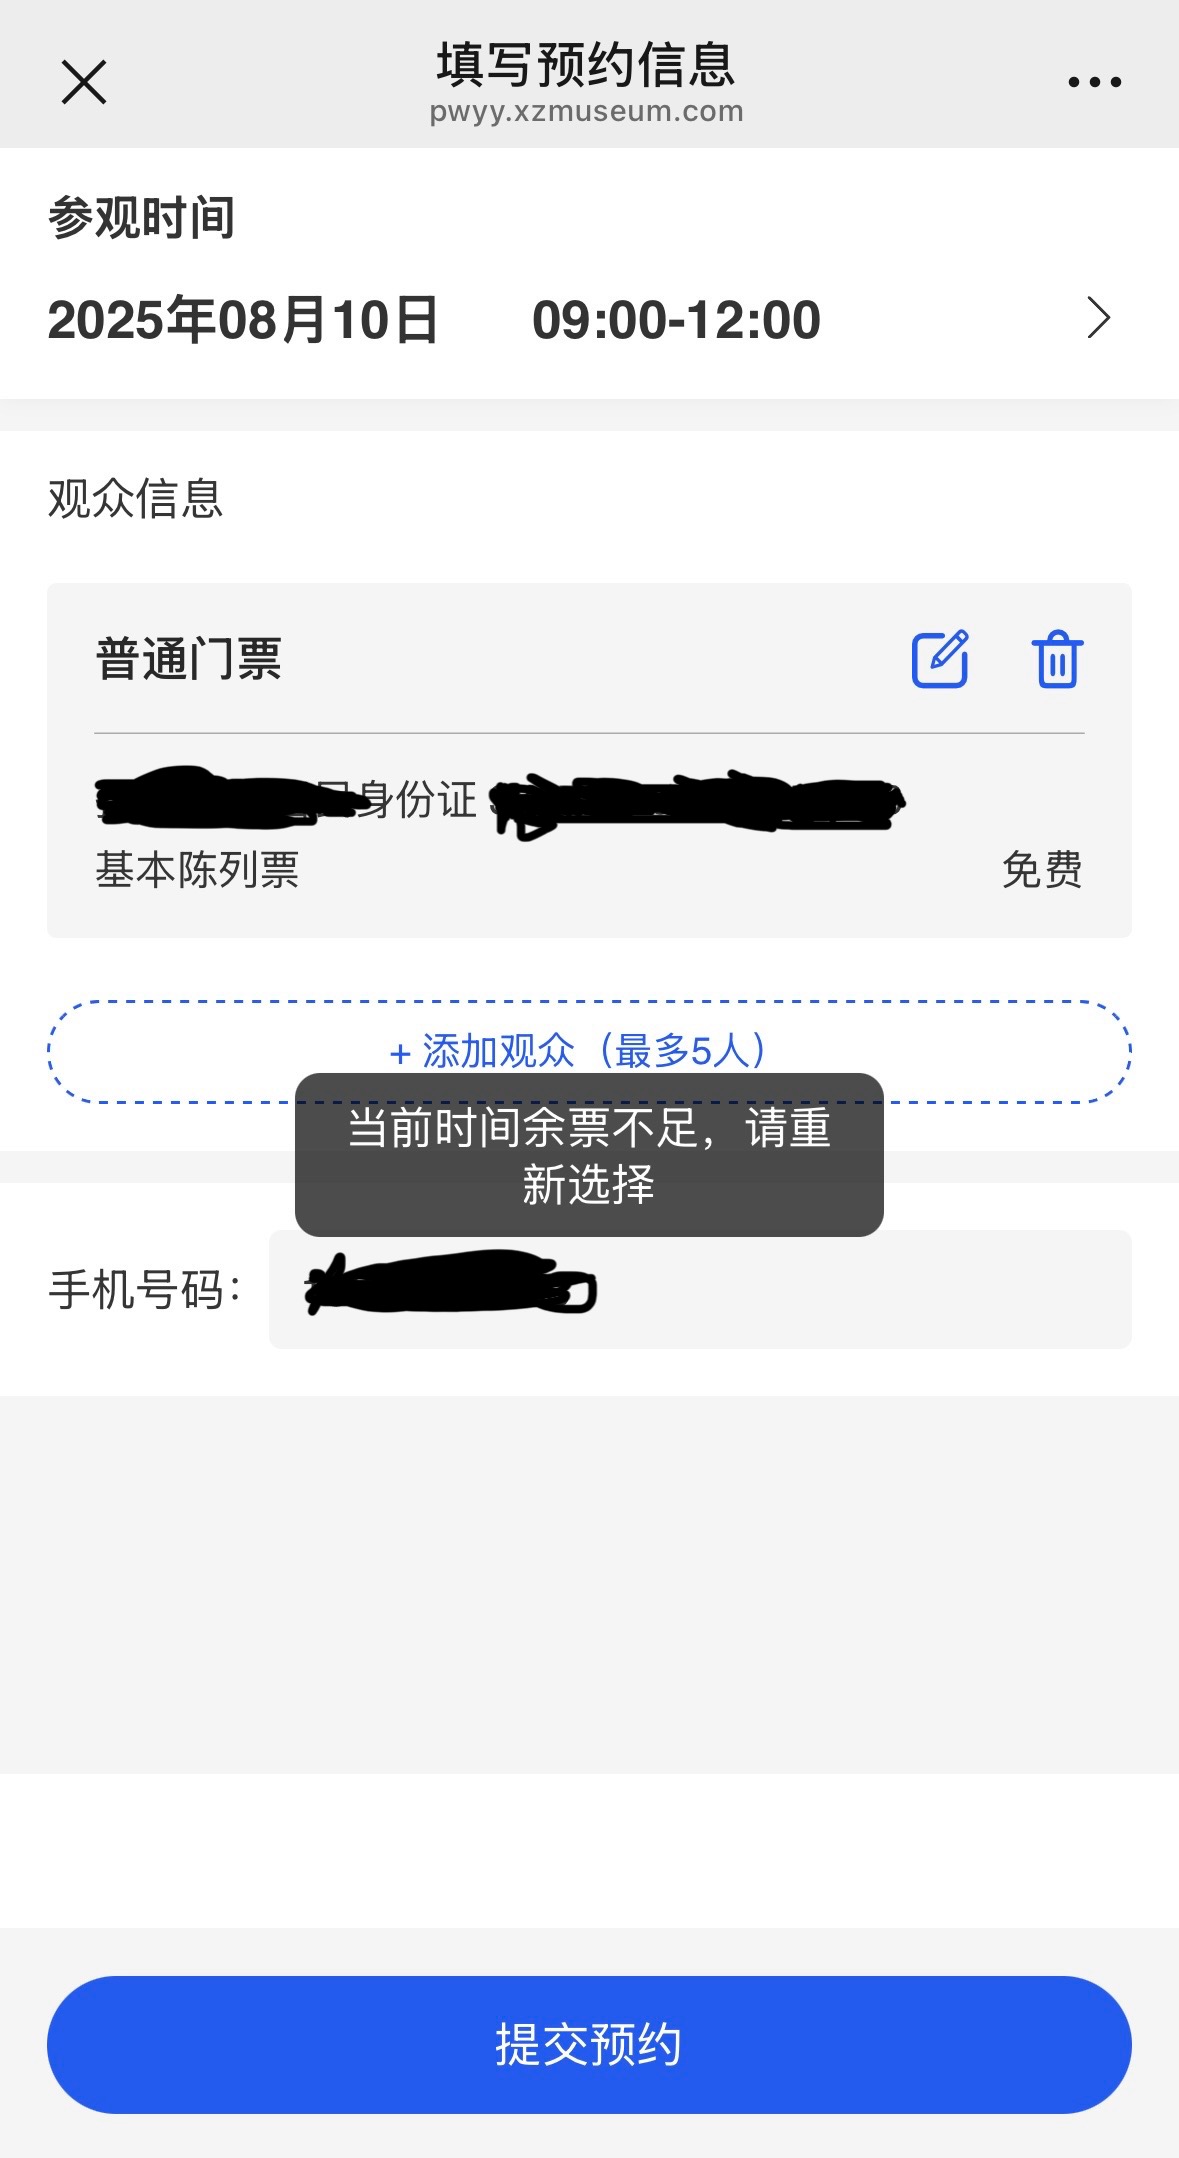 填写预约信息
pwyy.xzmuseum.com
参观时间
2025年08月10日 09:00-12:00
观众信息
普通门票
身份证
基本陈列票 免费
+ 添加观众（最多5人）
当前时间余票不足，请重
新选择
手机号码：
提交预约